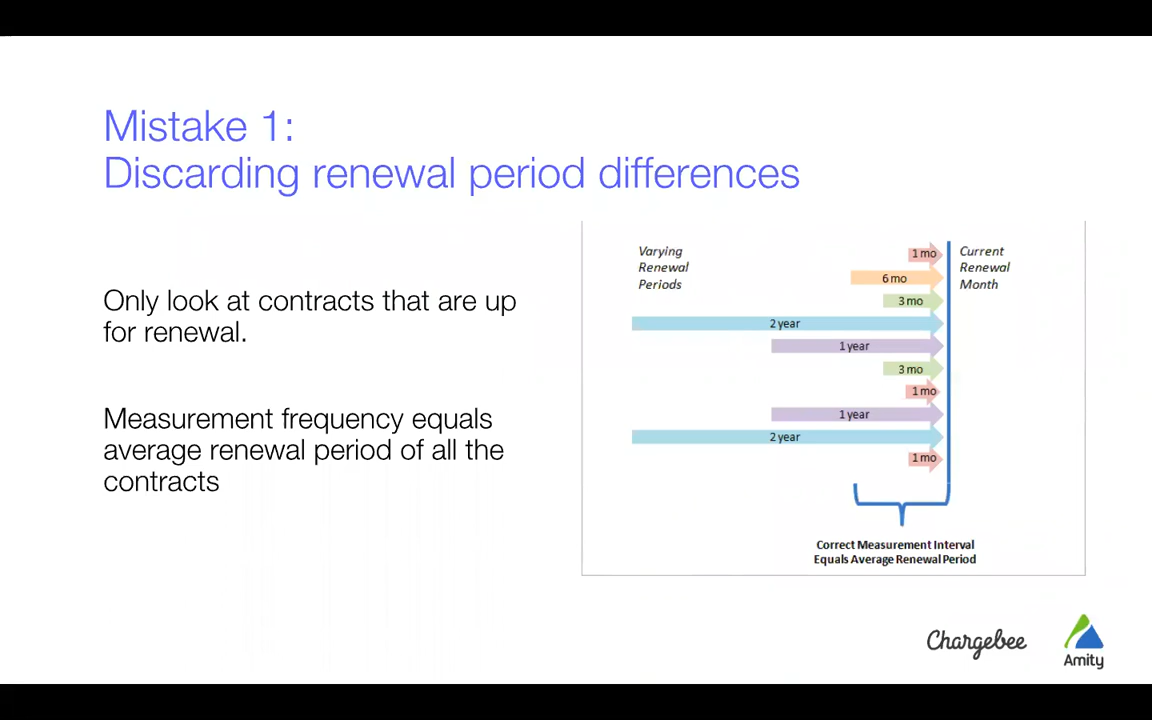 Mistake 1:
Discarding renewal period differences
Only look at contracts that are up
for renewal.
Measurement frequency equals
average renewal period of all the
contracts
Varying
Renewal
Periods
1 mo
6 mo
3 mo
2 year
1 year
3 mo
1 mo
1 year
2 year
1 mo
Current
Renewal
Month
Correct Measurement Interval
Equals Average Renewal Period
Chargebee
Amity